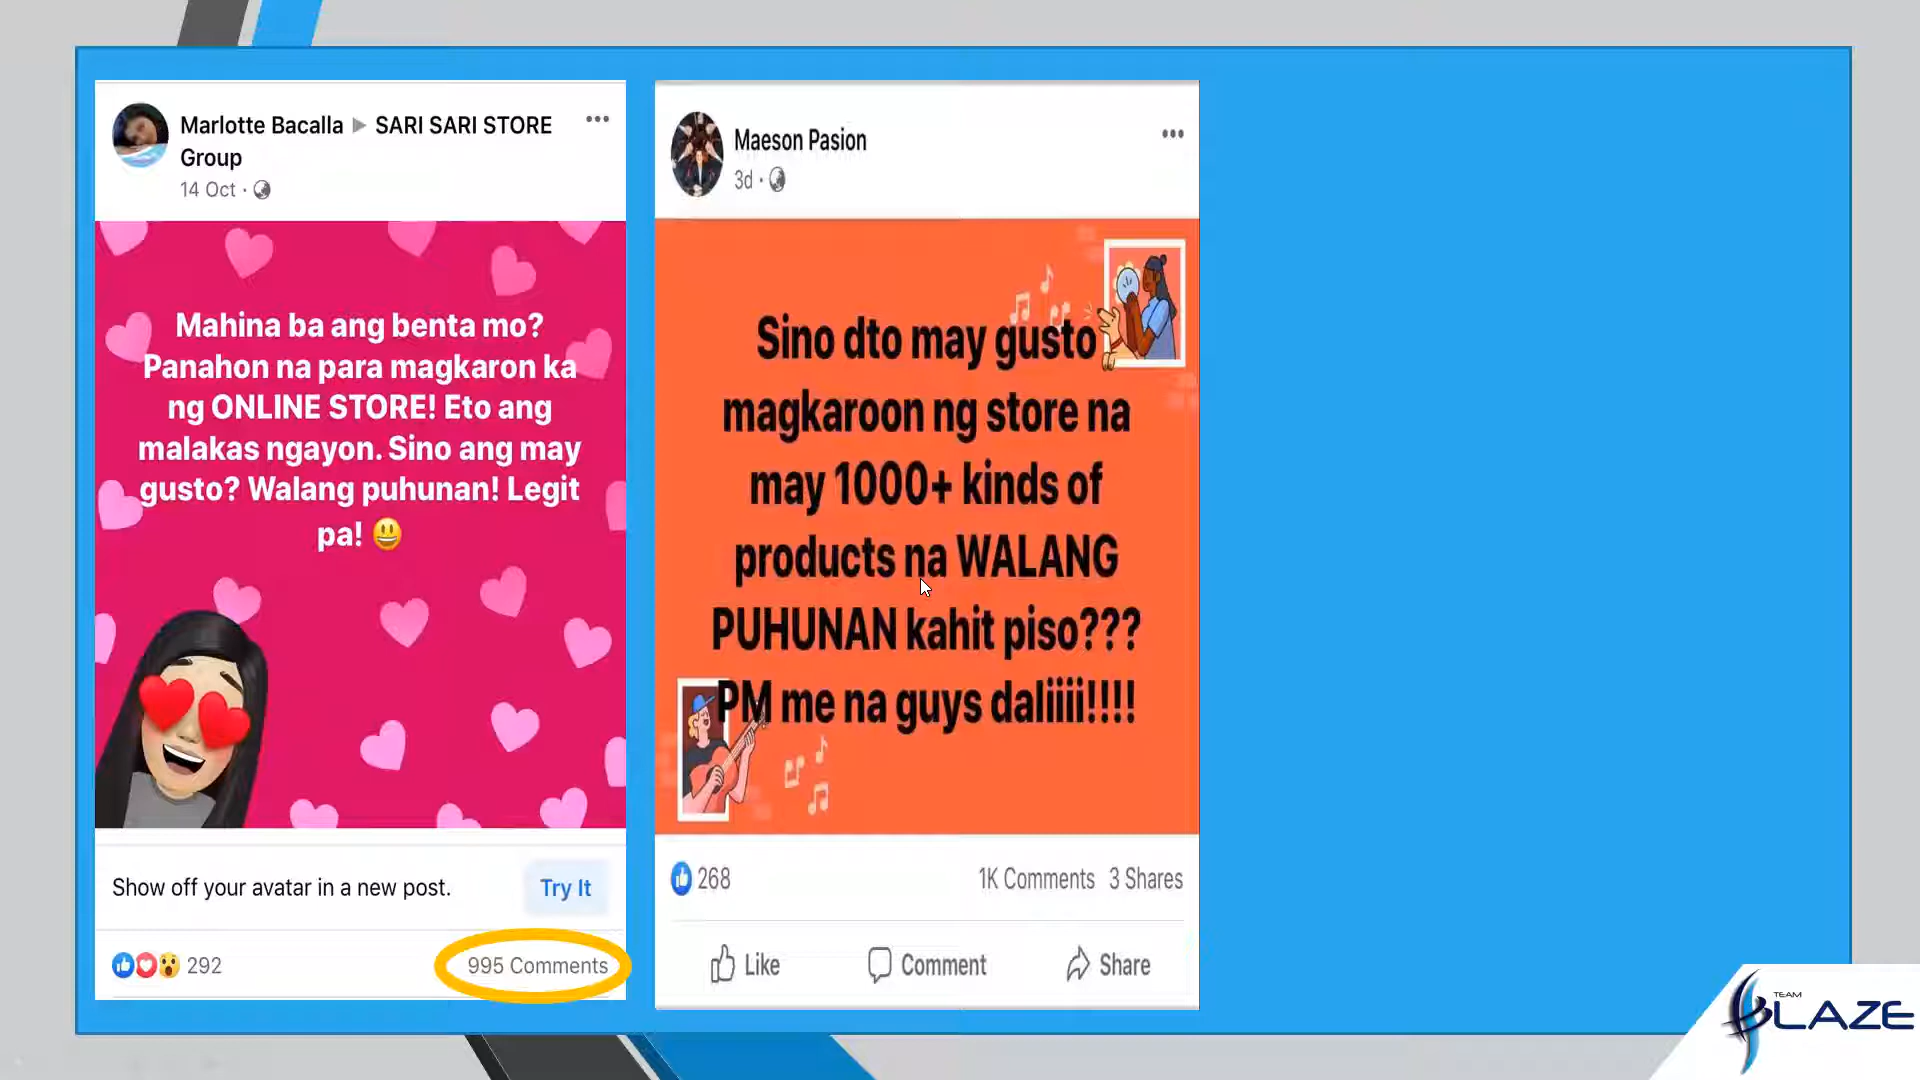 Marlotte Bacalla ▶ SARI SARI STORE
Group
14 Oct ·
Mahina ba ang benta mo?
Panahon na para magkaron ka
ng ONLINE STORE! Eto ang
malakas ngayon. Sino ang may
gusto? Walang puhunan! Legit
pa! 😃
Show off your avatar in a new post.
Try It
292
995 Comments
Maeson Pasion
3d ·
Sino dto may gusto
magkaroon ng store na
may 1000+ kinds of
products na WALANG
PUHUNAN kahit piso???
PM me na guys daliiii!!!!
268
1K Comments 3 Shares
Like Comment Share
TEAM
BLAZE